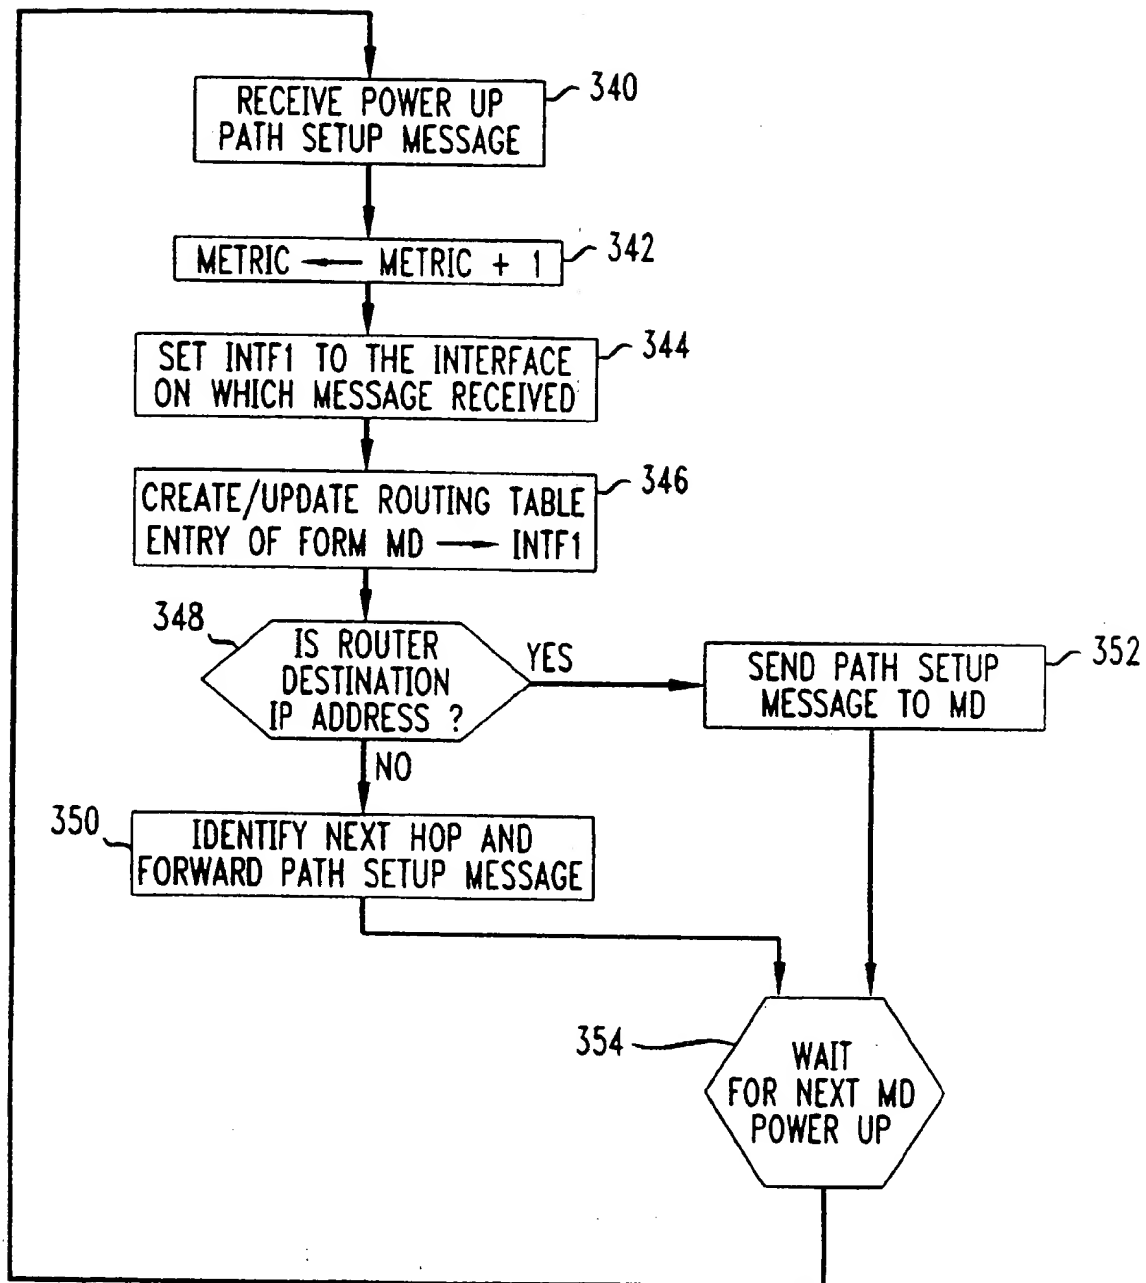 RECEIVE POWER UP
PATH SETUP MESSAGE
340
METRIC ← METRIC + 1
342
SET INTF1 TO THE INTERFACE
ON WHICH MESSAGE RECEIVED
344
CREATE/UPDATE ROUTING TABLE
ENTRY OF FORM MD → INTF1
346
348
IS ROUTER
DESTINATION
IP ADDRESS ?
YES
SEND PATH SETUP
MESSAGE TO MD
352
NO
350
IDENTIFY NEXT HOP AND
FORWARD PATH SETUP MESSAGE
354
WAIT
FOR NEXT MD
POWER UP